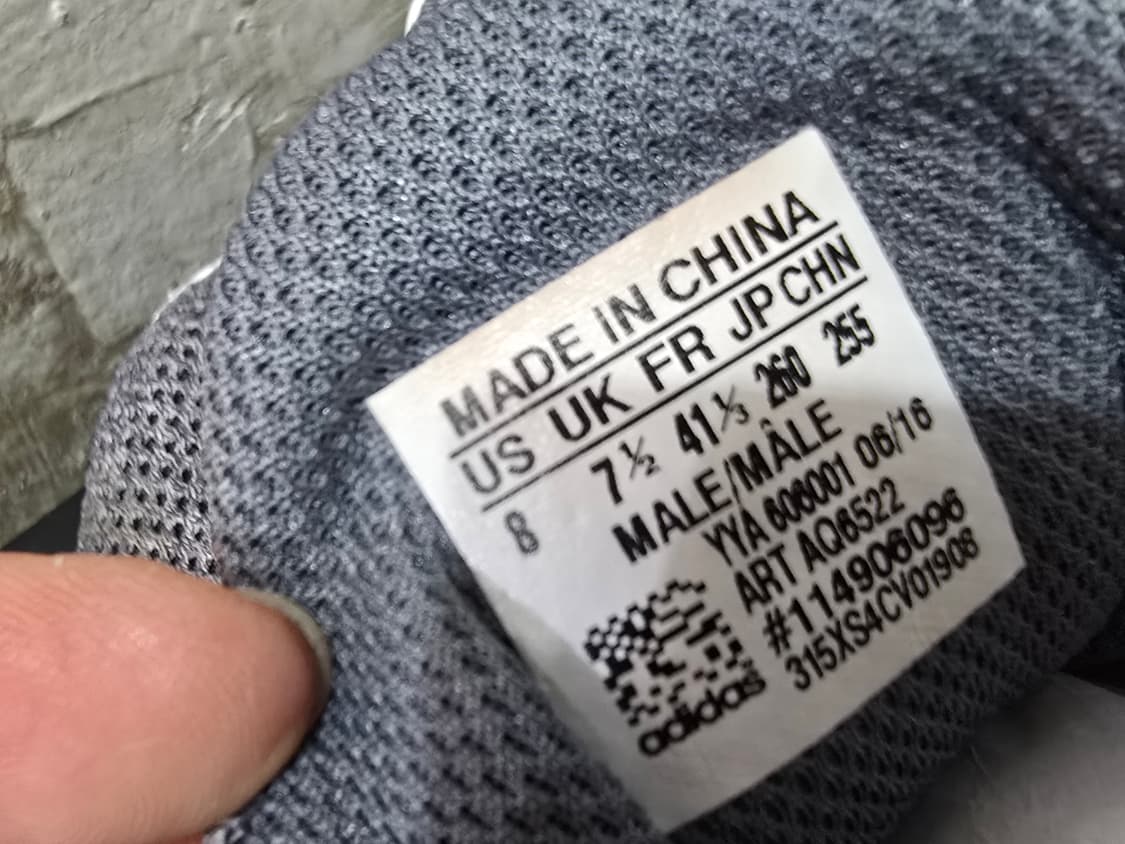 MADE IN CHINA
US UK FR JP CHN
8 7½ 41⅓ 260 255
MALE/MÂLE
YYA 606001 06/16
ART AQ6522
#114906096
315XS4CV01908
adidas